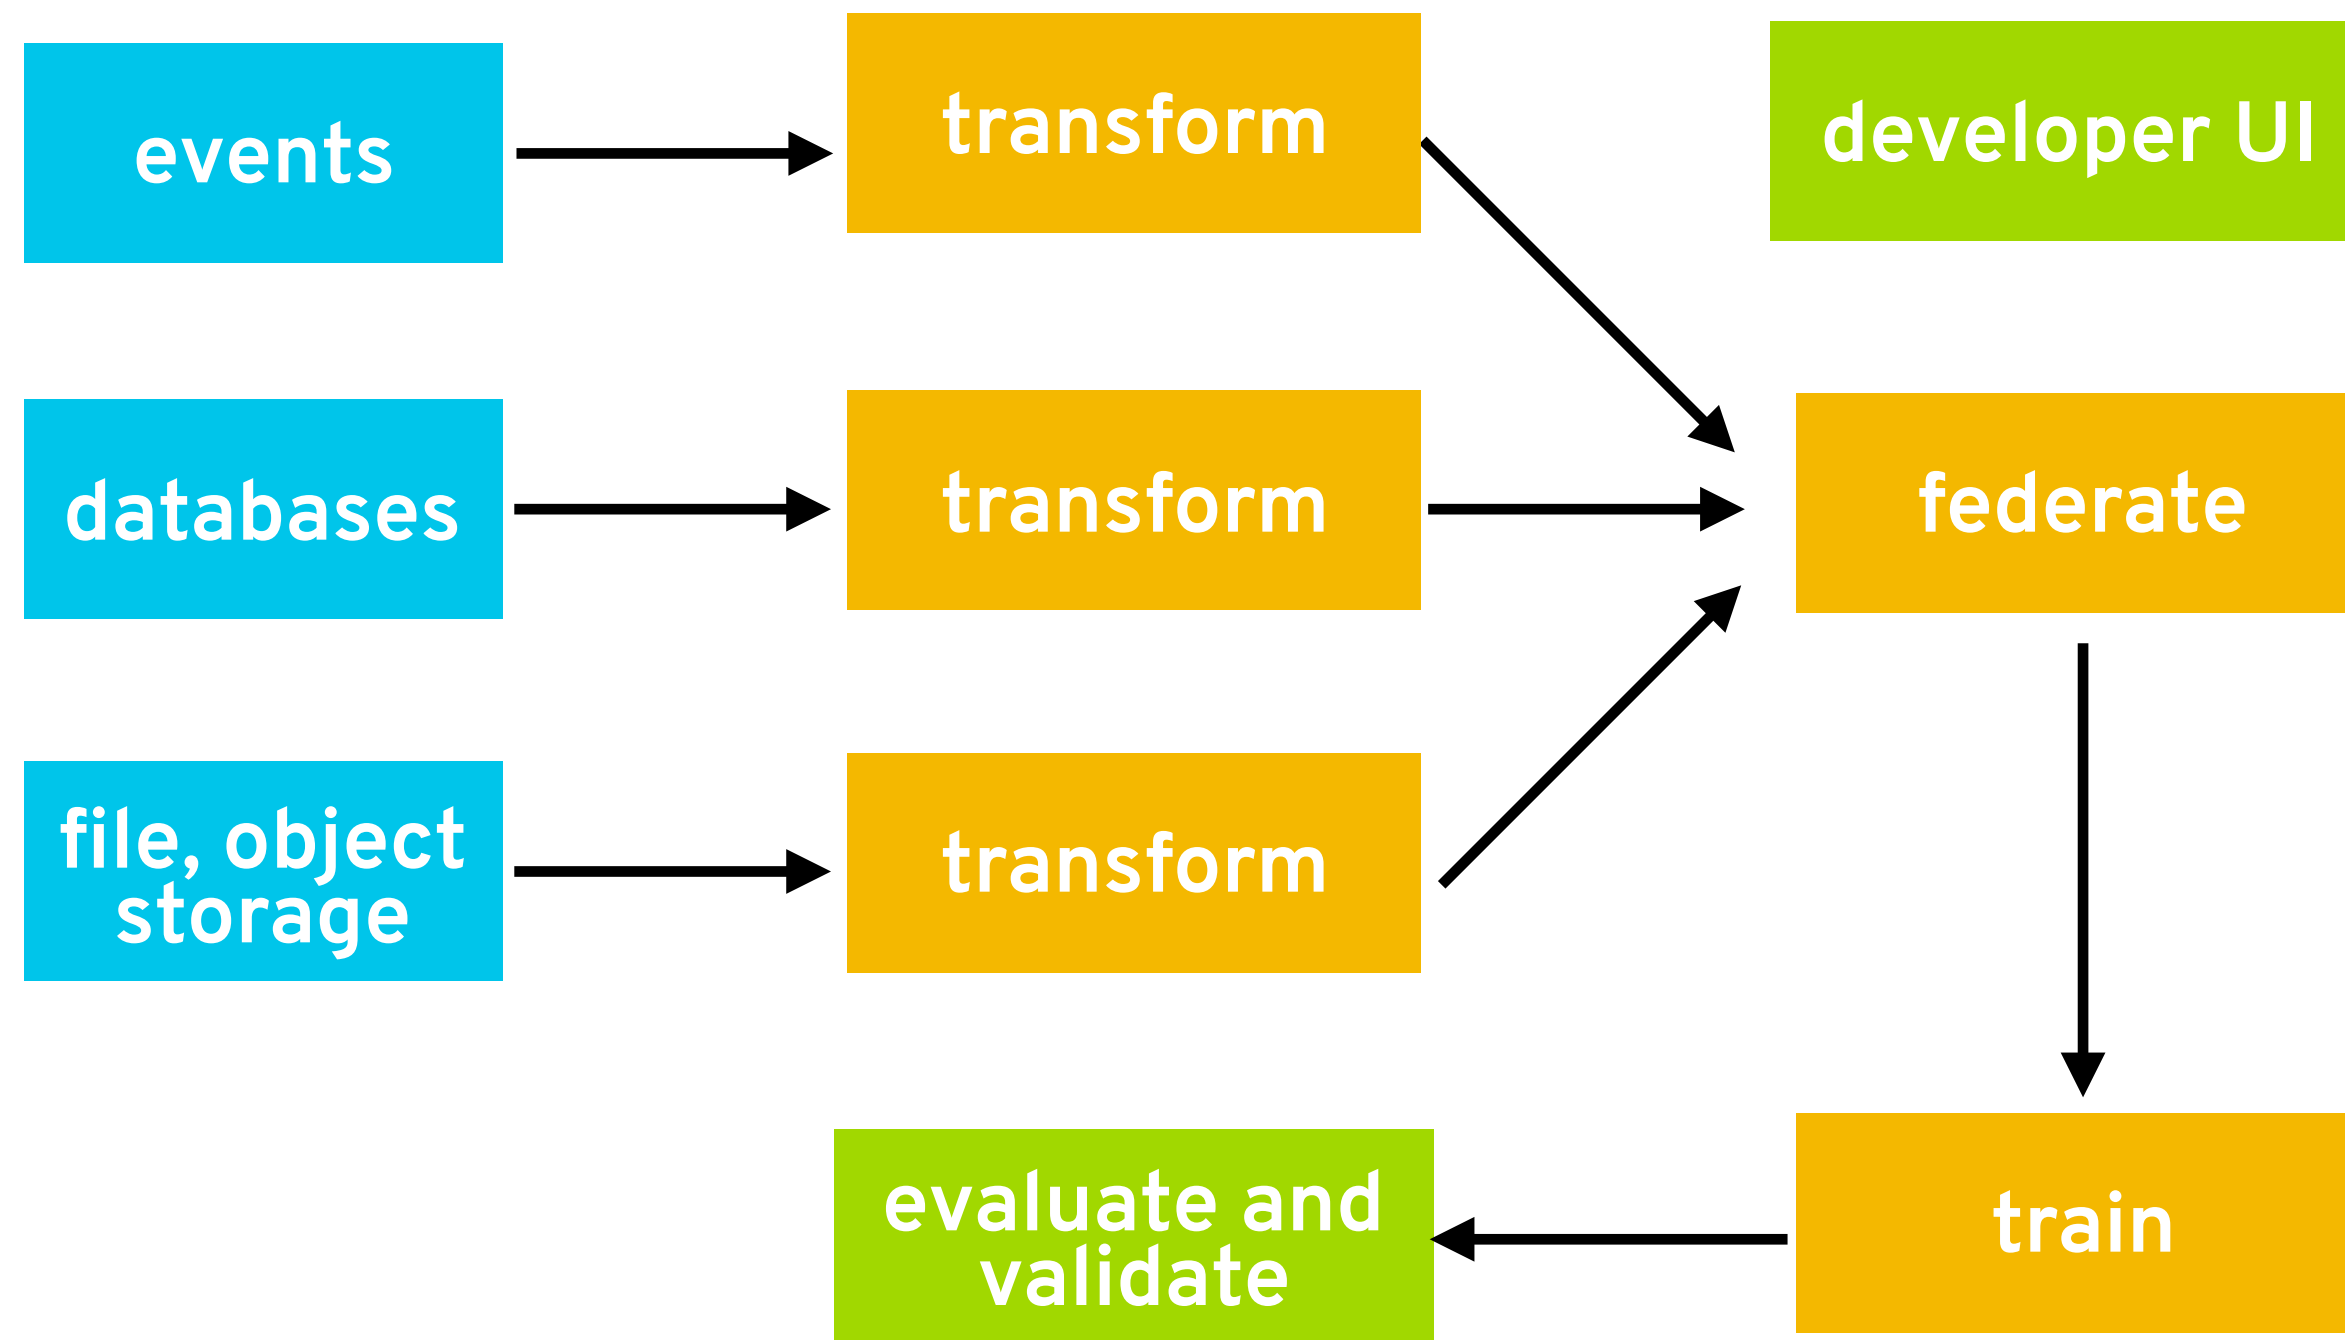 events
transform
developer UI
databases
transform
federate
file, object
storage
transform
evaluate and
validate
train